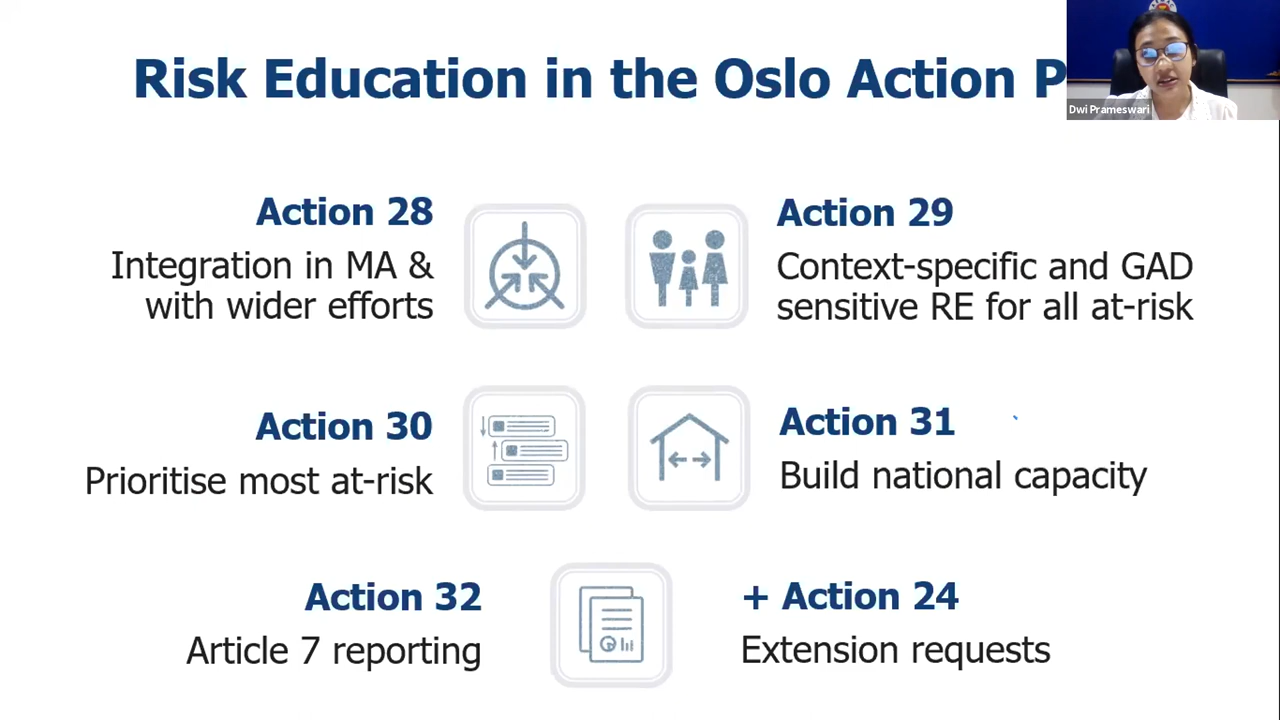 Risk Education in the Oslo Action P
Dwi Prameswari
Action 28
Integration in MA &
with wider efforts
Action 29
Context-specific and GAD
sensitive RE for all at-risk
Action 30
Prioritise most at-risk
Action 31
Build national capacity
Action 32
Article 7 reporting
+ Action 24
Extension requests